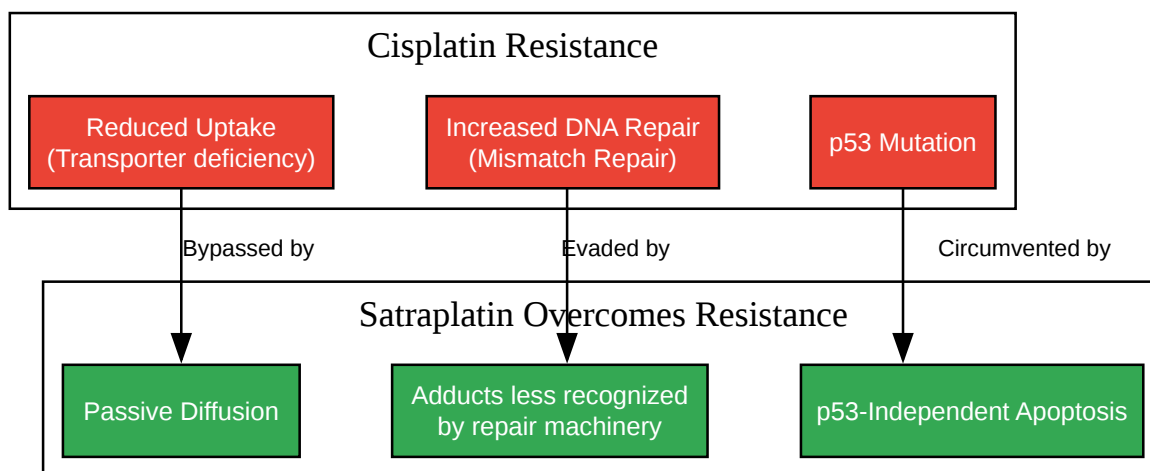 Cisplatin Resistance
Reduced Uptake
(Transporter deficiency)
Increased DNA Repair
(Mismatch Repair)
p53 Mutation
Bypassed by
Evaded by
Circumvented by
Satraplatin Overcomes Resistance
Passive Diffusion
Adducts less recognized
by repair machinery
p53-Independent Apoptosis